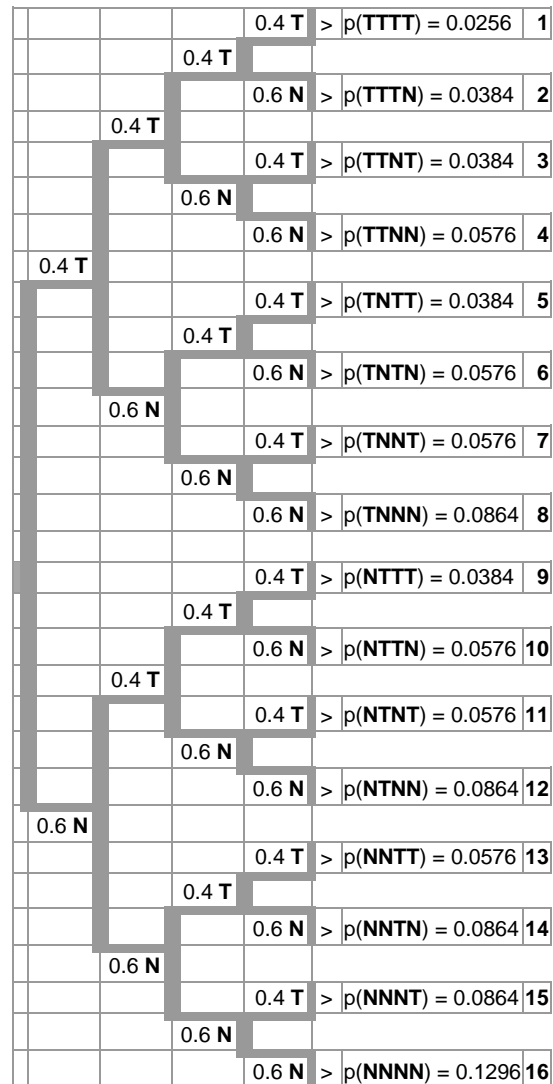 0.4 T > p(TTTT) = 0.0256 1
0.4 T
0.6 N > p(TTTN) = 0.0384 2
0.4 T
0.4 T > p(TTNT) = 0.0384 3
0.6 N
0.6 N > p(TTNN) = 0.0576 4
0.4 T
0.4 T > p(TNTT) = 0.0384 5
0.4 T
0.6 N > p(TNTN) = 0.0576 6
0.6 N
0.4 T > p(TNNT) = 0.0576 7
0.6 N
0.6 N > p(TNNN) = 0.0864 8
0.4 T > p(NTTT) = 0.0384 9
0.4 T
0.6 N > p(NTTN) = 0.0576 10
0.4 T
0.4 T > p(NTNT) = 0.0576 11
0.6 N
0.6 N > p(NTNN) = 0.0864 12
0.6 N
0.4 T > p(NNTT) = 0.0576 13
0.4 T
0.6 N > p(NNTN) = 0.0864 14
0.6 N
0.4 T > p(NNNT) = 0.0864 15
0.6 N
0.6 N > p(NNNN) = 0.1296 16